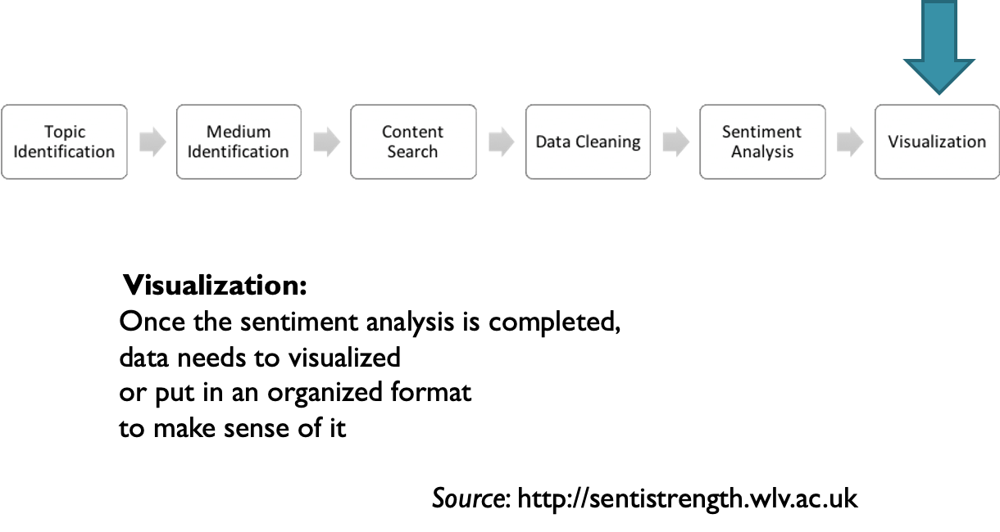 Topic
Identification
Medium
Identification
Content
Search
Data Cleaning
Sentiment
Analysis
Visualization
Visualization:
Once the sentiment analysis is completed,
data needs to visualized
or put in an organized format
to make sense of it
Source: http://sentistrength.wlv.ac.uk